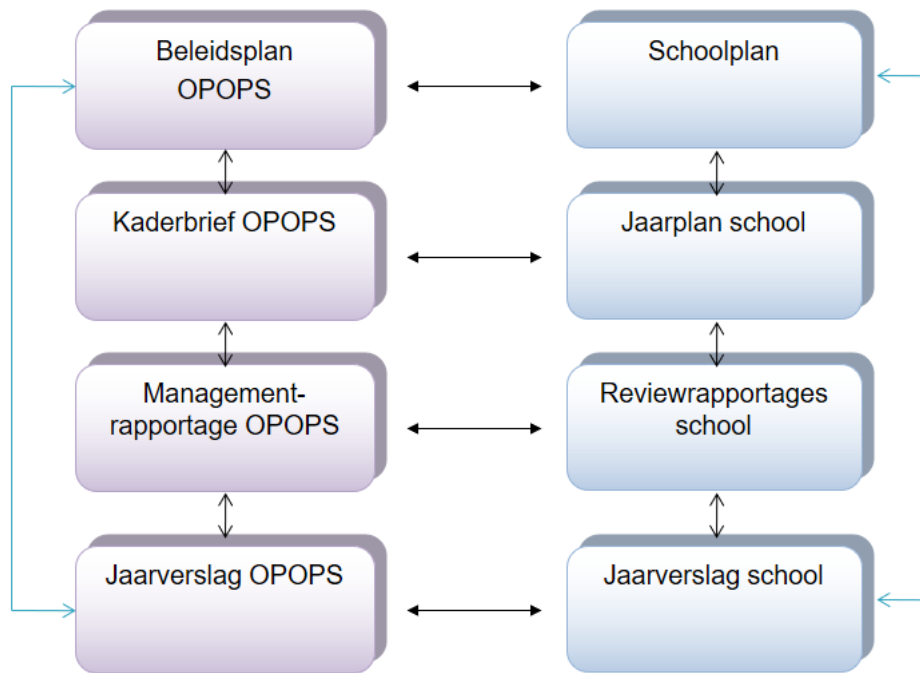 Beleidsplan
OPOPS
Schoolplan
Kaderbrief OPOPS
Jaarplan school
Management-
rapportage OPOPS
Reviewrapportages
school
Jaarverslag OPOPS
Jaarverslag school